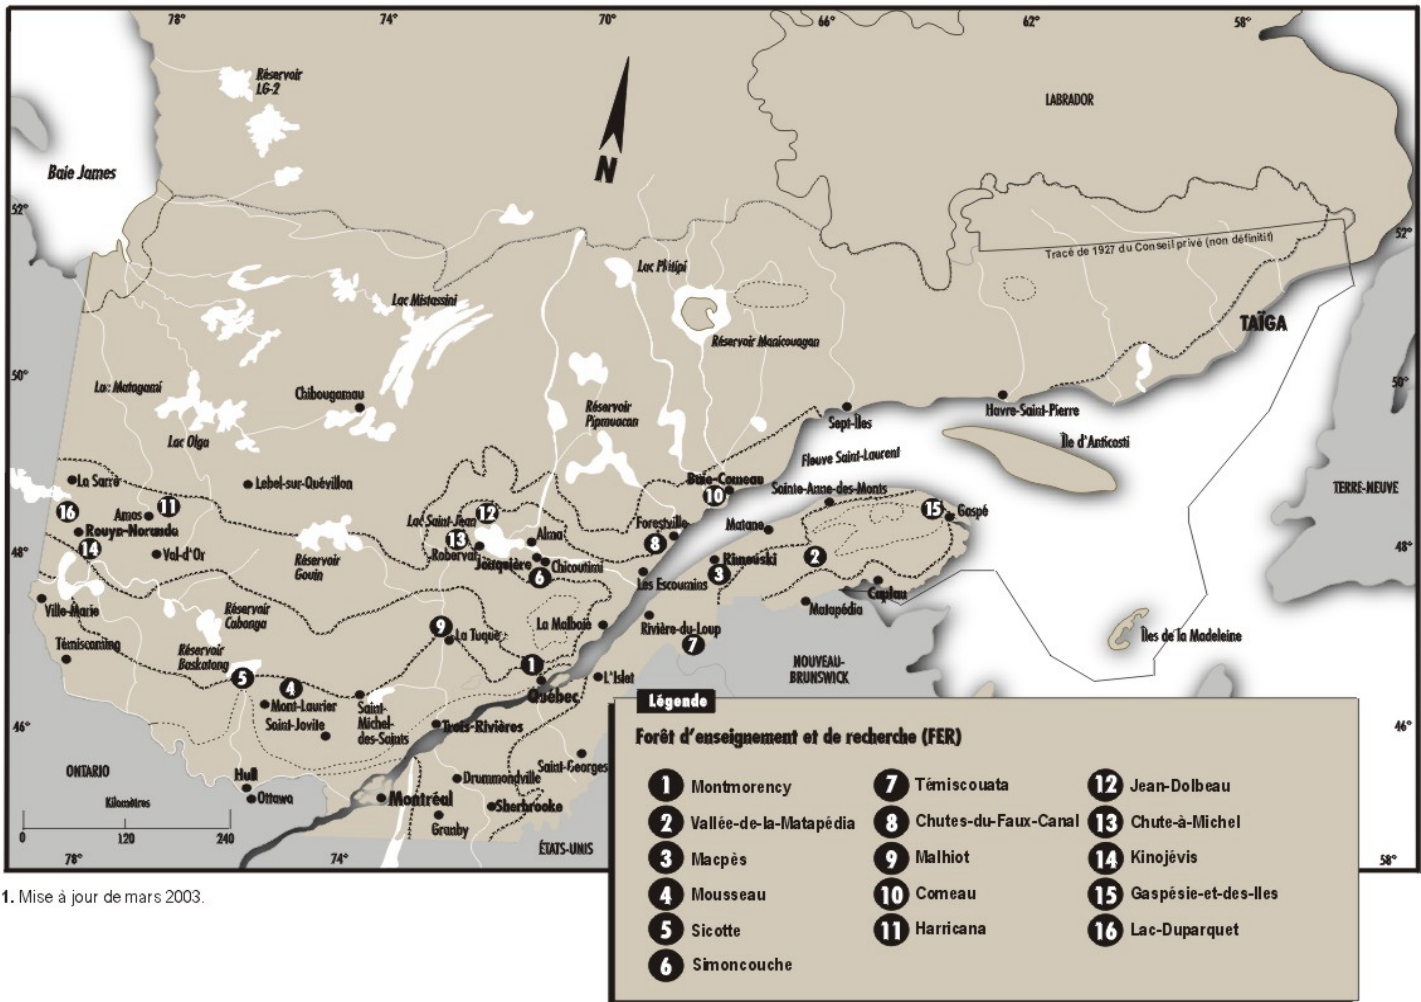 78°
74°
70°
66°
62°
58°
Réservoir
LG-2
LABRADOR
N
Baie James
52°
52°
Tracé de 1927 du Conseil privé (non définitif)
Lac Plétipi
Lac Mistassini
TAÏGA
Réservoir Manicouagan
50°
50°
Lac Matagami
Chibougamau
Réservoir
Pipmuacan
Havre-Saint-Pierre
Sept-Îles
Lac Olga
Île d'Anticosti
Fleuve Saint-Laurent
La Sarre
Lebel-sur-Quévillon
Baie-Comeau
10
Sainte-Anne-des-Monts
TERRE-NEUVE
16
11
Amos
12
Lac Saint-Jean
Forestville
Matane
15
Gaspé
Rouyn-Noranda
13
Alma
8
48°
14
Val-d'Or
Réservoir
Gouin
Roberval
Jonquière
Chicoutimi
6
Rimouski
3
2
48°
Les Escoumins
Caplan
Ville-Marie
Réservoir
Cabonga
9
La Tuque
La Malbaie
Rivière-du-Loup
7
Matapédia
Îles de la Madeleine
Témiscaming
Réservoir
Baskatong
5
4
1
L'Islet
NOUVEAU-
BRUNSWICK
Québec
Mont-Laurier
Saint-
Michel-
des-Saints
46°
Saint-Jovite
Trois-Rivières
46°
ONTARIO
Hull
Ottawa
Saint-Georges
Drummondville
Kilomètres
Montréal
Sherbrooke
Granby
0
120
240
ÉTATS-UNIS
78°
74°
58°
Légende
Forêt d'enseignement et de recherche (FER)
1 Montmorency
2 Vallée-de-la-Matapédia
3 Macpès
4 Mousseau
5 Sicotte
6 Simoncouche
7 Témiscouata
8 Chutes-du-Faux-Canal
9 Malhiot
10 Comeau
11 Harricana
12 Jean-Dolbeau
13 Chute-à-Michel
14 Kinojévis
15 Gaspésie-et-des-Iles
16 Lac-Duparquet
1. Mise à jour de mars 2003.